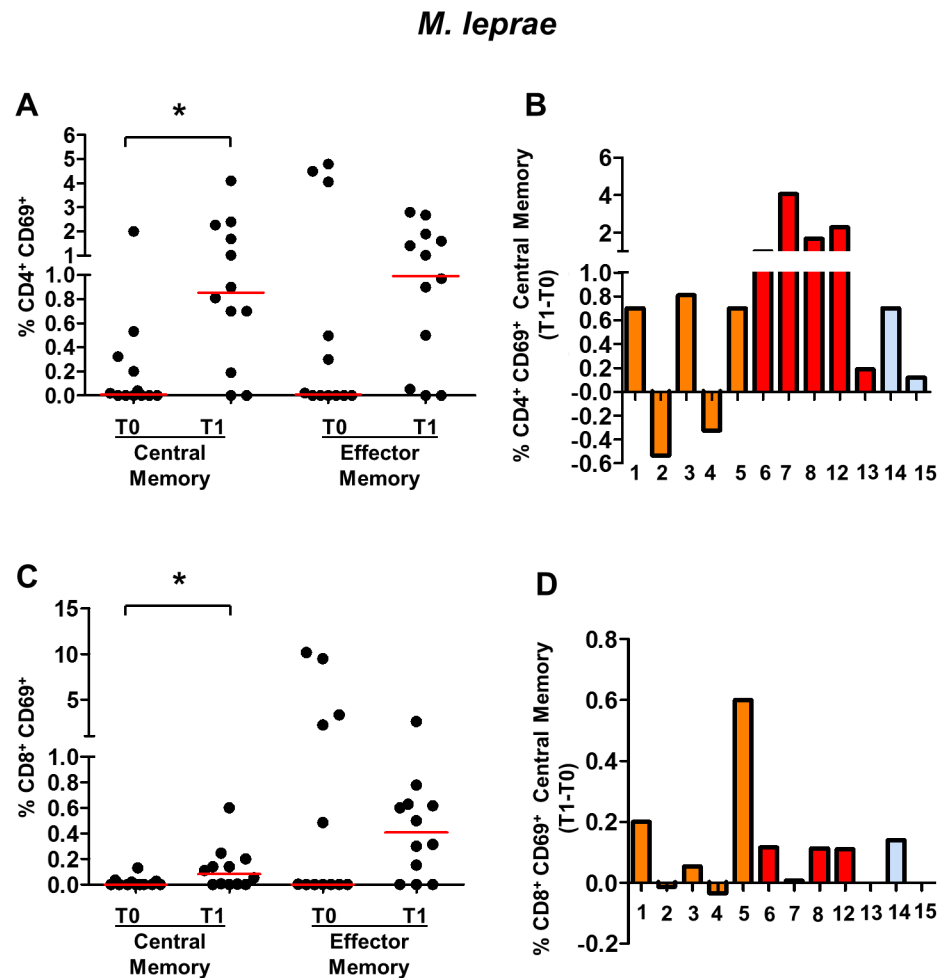 M. leprae
A
*
% CD4⁺ CD69⁺
6
5
4
3
2
1
1.0
0.8
0.6
0.4
0.2
0.0
T0 T1 T0 T1
Central Memory
Effector Memory
B
% CD4⁺ CD69⁺ Central Memory
(T1-T0)
6
4
2
0.8
0.6
0.4
0.2
-0.0
-0.2
-0.4
-0.6
1 2 3 4 5 6 7 8 12 13 14 15
C
*
% CD8⁺ CD69⁺
15
10
5
1.0
0.8
0.6
0.4
0.2
0.0
T0 T1 T0 T1
Central Memory
Effector Memory
D
% CD8⁺ CD69⁺ Central Memory
(T1-T0)
0.8
0.6
0.4
0.2
0.0
-0.2
1 2 3 4 5 6 7 8 12 13 14 15